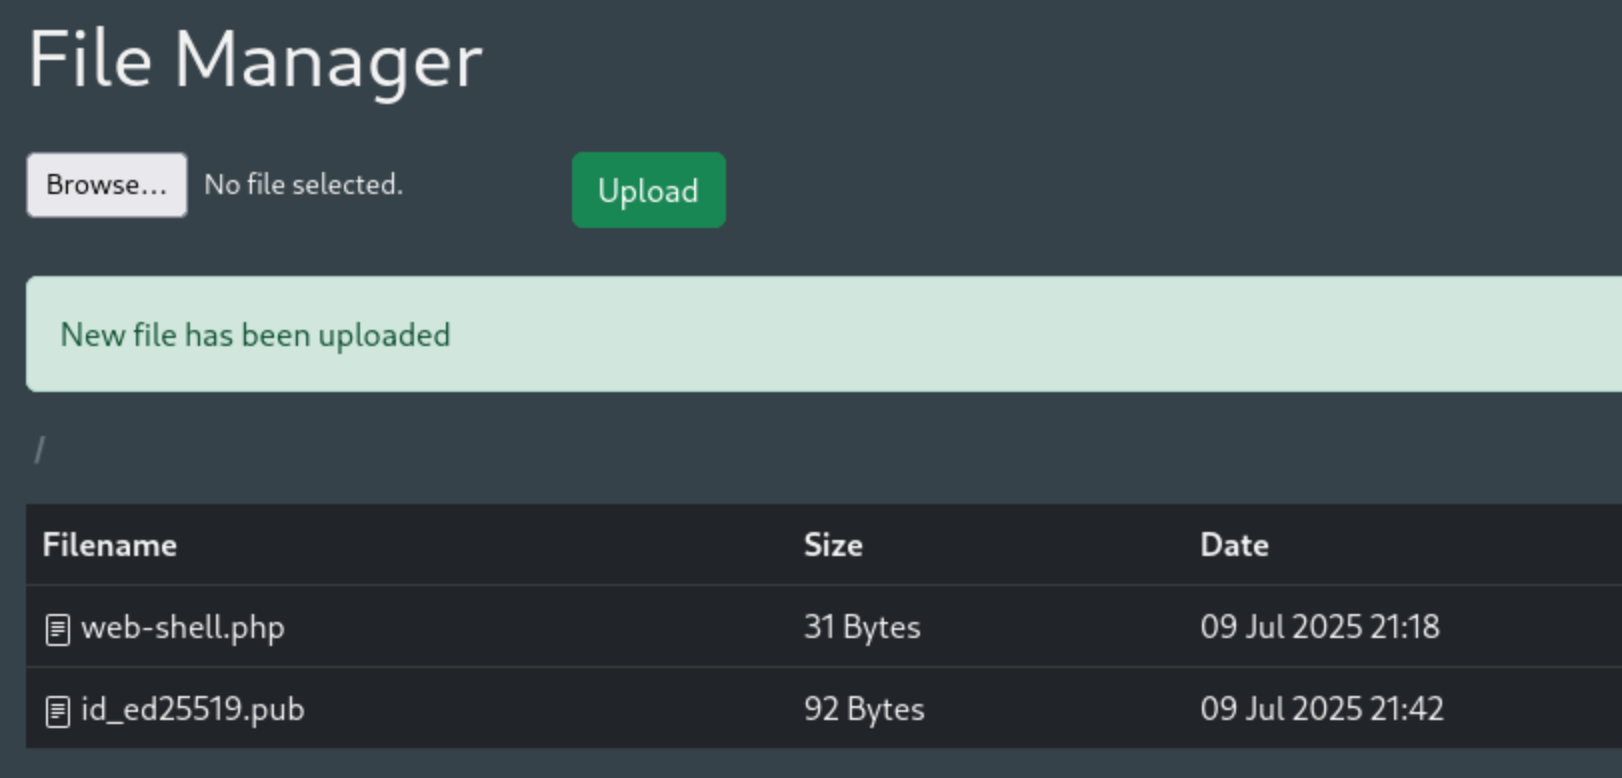 File Manager
Browse... No file selected. Upload
New file has been uploaded
/
Filename Size Date
web-shell.php 31 Bytes 09 Jul 2025 21:18
id_ed25519.pub 92 Bytes 09 Jul 2025 21:42